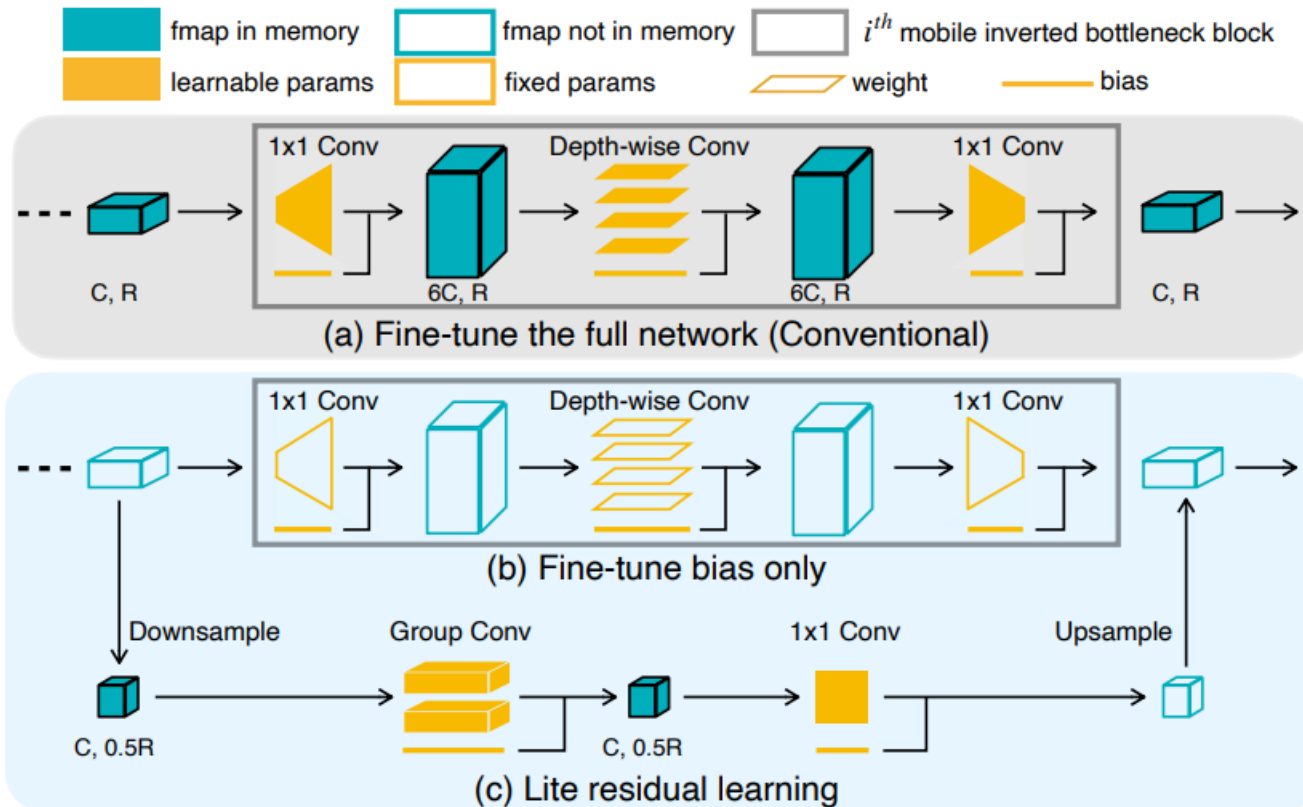 fmap in memory fmap not in memory iᵗʰ mobile inverted bottleneck block
learnable params fixed params weight bias
1x1 Conv Depth-wise Conv 1x1 Conv
C, R 6C, R 6C, R C, R
(a) Fine-tune the full network (Conventional)
1x1 Conv Depth-wise Conv 1x1 Conv
(b) Fine-tune bias only
Downsample Group Conv 1x1 Conv Upsample
C, 0.5R C, 0.5R
(c) Lite residual learning